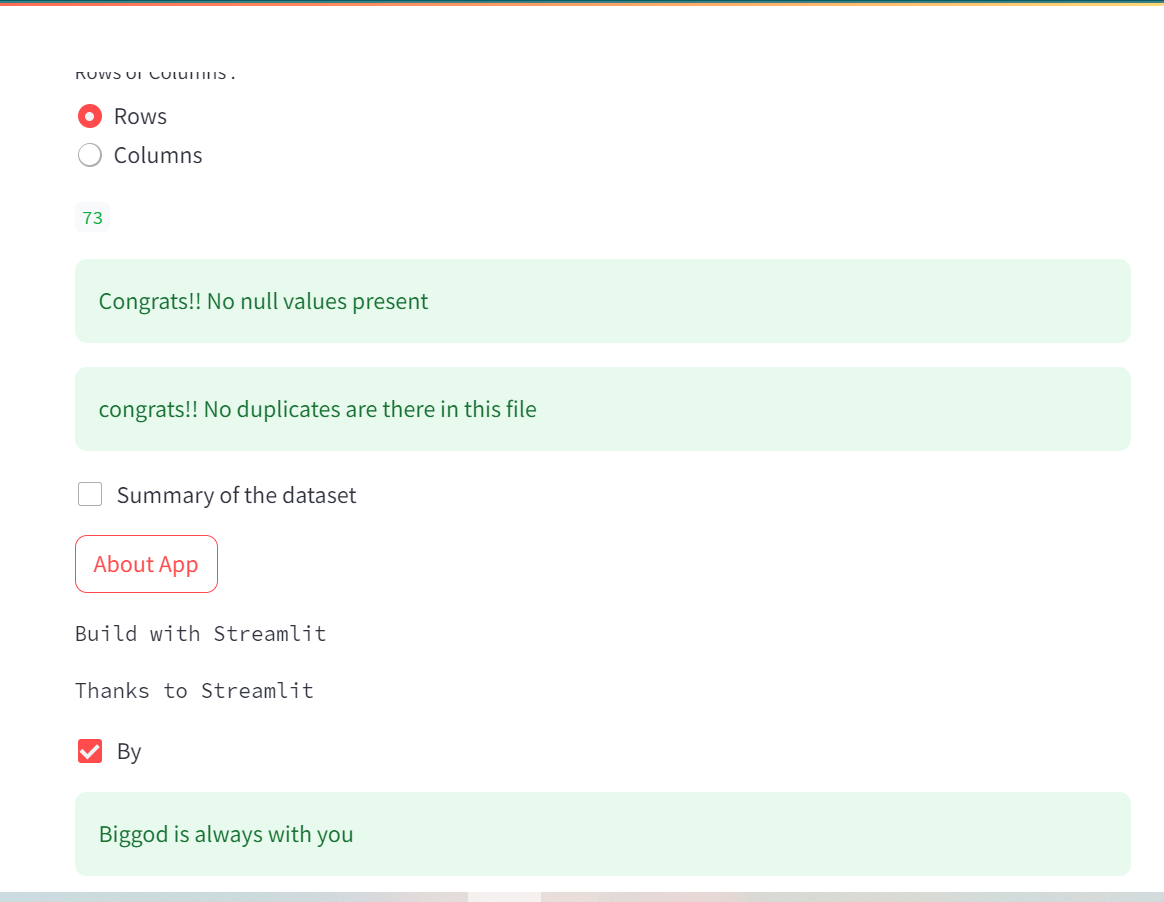 Rows or Columns :
Rows
Columns
73
Congrats!! No null values present
congrats!! No duplicates are there in this file
Summary of the dataset
About App
Build with Streamlit
Thanks to Streamlit
By
Biggod is always with you